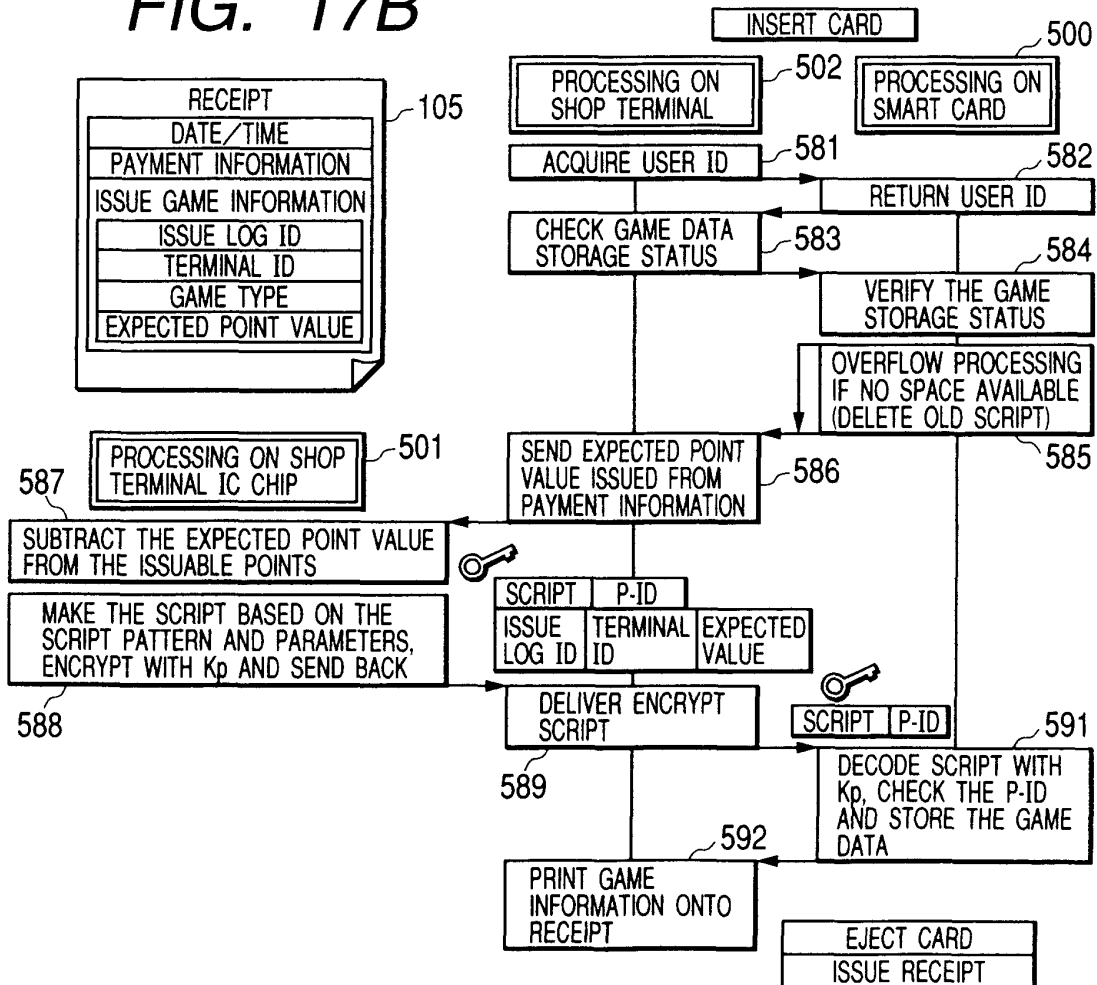 FIG. 17B
INSERT CARD
500
PROCESSING ON
SHOP TERMINAL
502
PROCESSING ON
SMART CARD
RECEIPT
105
DATE/TIME
PAYMENT INFORMATION
ISSUE GAME INFORMATION
ISSUE LOG ID
TERMINAL ID
GAME TYPE
EXPECTED POINT VALUE
ACQUIRE USER ID
581
582
RETURN USER ID
CHECK GAME DATA
STORAGE STATUS
583
584
VERIFY THE GAME
STORAGE STATUS
OVERFLOW PROCESSING
IF NO SPACE AVAILABLE
(DELETE OLD SCRIPT)
585
PROCESSING ON SHOP
TERMINAL IC CHIP
501
SEND EXPECTED POINT
VALUE ISSUED FROM
PAYMENT INFORMATION
586
587
SUBTRACT THE EXPECTED POINT VALUE
FROM THE ISSUABLE POINTS
MAKE THE SCRIPT BASED ON THE
SCRIPT PATTERN AND PARAMETERS,
ENCRYPT WITH Kp AND SEND BACK
588
SCRIPT P-ID
ISSUE LOG ID TERMINAL ID EXPECTED VALUE
DELIVER ENCRYPT
SCRIPT
589
SCRIPT P-ID
591
DECODE SCRIPT WITH
Kp, CHECK THE P-ID
AND STORE THE GAME
DATA
592
PRINT GAME
INFORMATION ONTO
RECEIPT
EJECT CARD
ISSUE RECEIPT